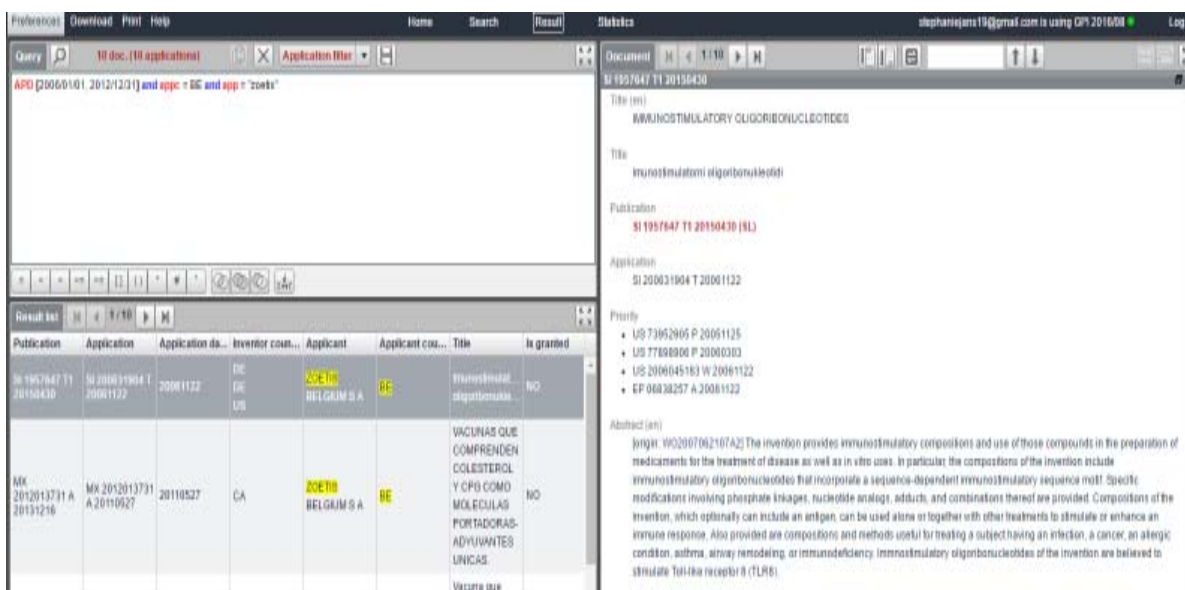 Preferences Download Print Help Home Search Result Statistics stephaniejans19@gmail.com is using GPI 2016/08 Log
Query 10 doc. (10 applications) Application filter
APD [2006/01/01, 2012/12/31] and appc = BE and app = "zoetis"
Result list 1/10
Publication Application Application da... Inventor coun... Applicant Applicant cou... Title Is granted
SI 1957647 T1 20150430
SI 200631904 T 20061122
20061122
DE
DE
US
ZOETIS BELGIUM S A
BE
Imunostimulat...
oligoribonukle...
NO
MX 2012013731 A 20131216
MX 2012013731 A 20110527
20110527
CA
ZOETIS BELGIUM S A
BE
VACUNAS QUE
COMPRENDEN
COLESTEROL
Y CPG COMO
MOLECULAS
PORTADORAS-
ADYUVANTES
UNICAS.
NO
Vacuna que
Document 1/10
SI 1957647 T1 20150430
Title (en)
IMMUNOSTIMULATORY OLIGORIBONUCLEOTIDES
Title
Imunostimulatorni oligoribonukleotidi
Publication
SI 1957647 T1 20150430 (SL)
Application
SI 200631904 T 20061122
Priority
• US 73962905 P 20051125
• US 77898900 P 20060303
• US 2006045183 W 20061122
• EP 06838257 A 20061122
Abstract (en)
[origin: WO2007062107A2] The invention provides immunostimulatory compositions and use of those compounds in the preparation of
medicaments for the treatment of disease as well as in vitro uses. In particular, the compositions of the invention include
immunostimulatory oligoribonucleotides that incorporate a sequence-dependent immunostimulatory sequence motif. Specific
modifications involving phosphate linkages, nucleotide analogs, adducts, and combinations thereof are provided. Compositions of the
invention, which optionally can include an antigen, can be used alone or together with other treatments to stimulate or enhance an
immune response. Also provided are compositions and methods useful for treating a subject having an infection, a cancer, an allergic
condition, asthma, airway remodeling, or immunodeficiency. Immnostimulatory oligoribonucleotides of the invention are believed to
stimulate Toll-like receptor 8 (TLR8).